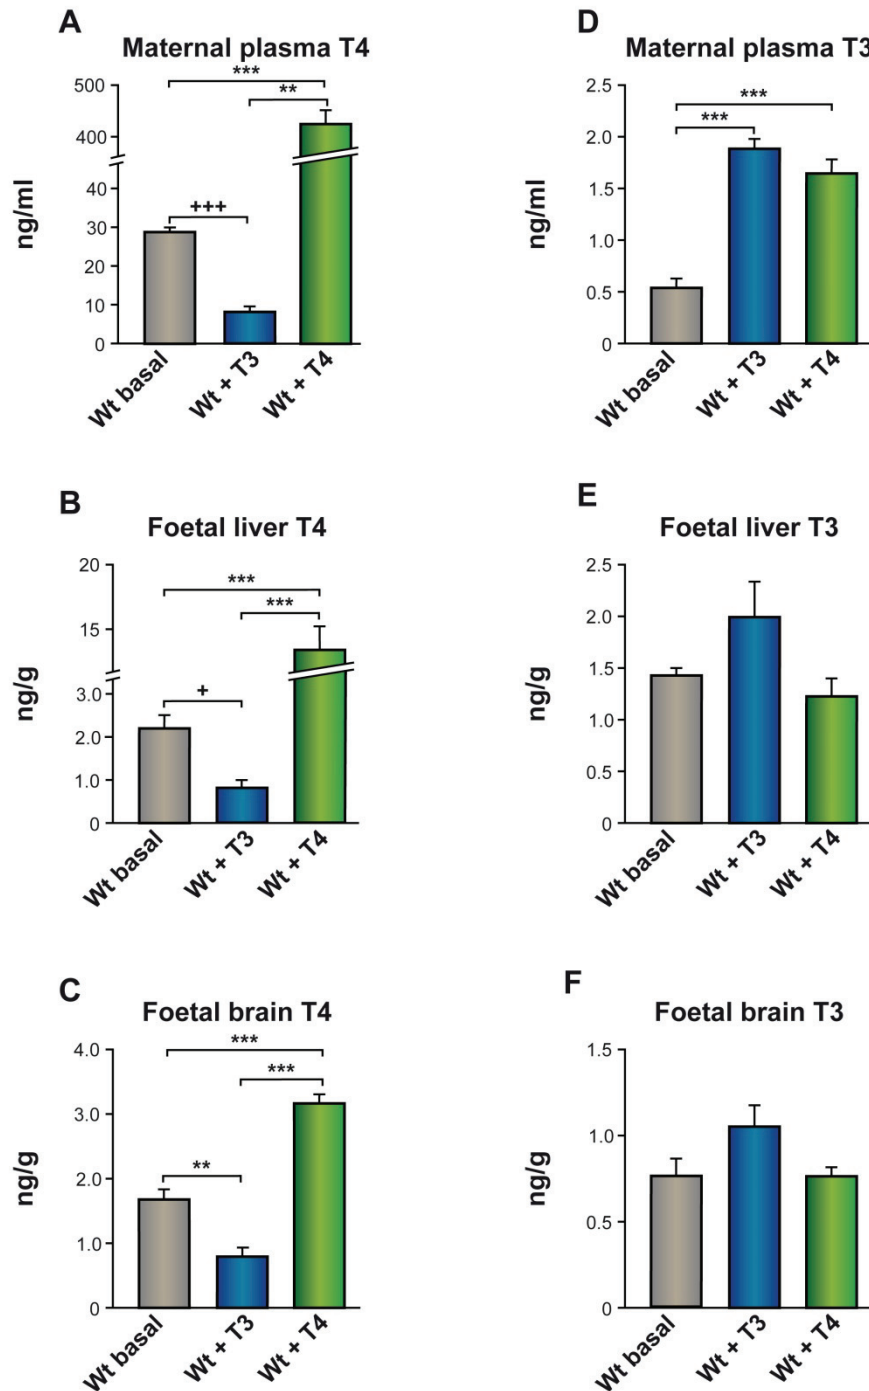 A
Maternal plasma T4
***
**
+++
500
400
40
30
20
10
0
ng/ml
Wt basal
Wt + T3
Wt + T4
D
Maternal plasma T3
***
***
2.5
2.0
1.5
1.0
0.5
0
ng/ml
Wt basal
Wt + T3
Wt + T4
B
Foetal liver T4
***
***
+
20
15
3.0
2.0
1.0
0
ng/g
Wt basal
Wt + T3
Wt + T4
E
Foetal liver T3
2.5
2.0
1.5
1.0
0.5
0
ng/g
Wt basal
Wt + T3
Wt + T4
C
Foetal brain T4
***
***
**
4.0
3.0
2.0
1.0
0
ng/g
Wt basal
Wt + T3
Wt + T4
F
Foetal brain T3
1.5
1.0
0.5
0
ng/g
Wt basal
Wt + T3
Wt + T4